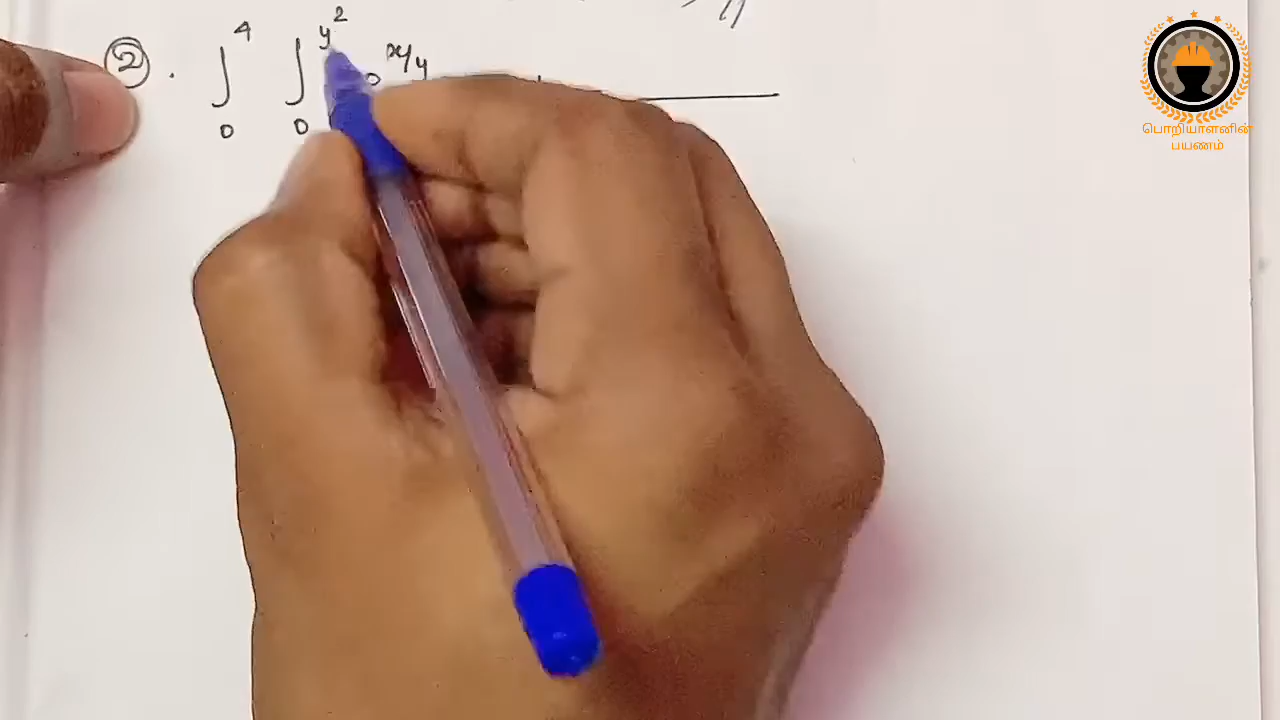 ② . ∫₀⁴ ∫₀^{y²} e^{x/y}
பொறியாளனின்
பயணம்